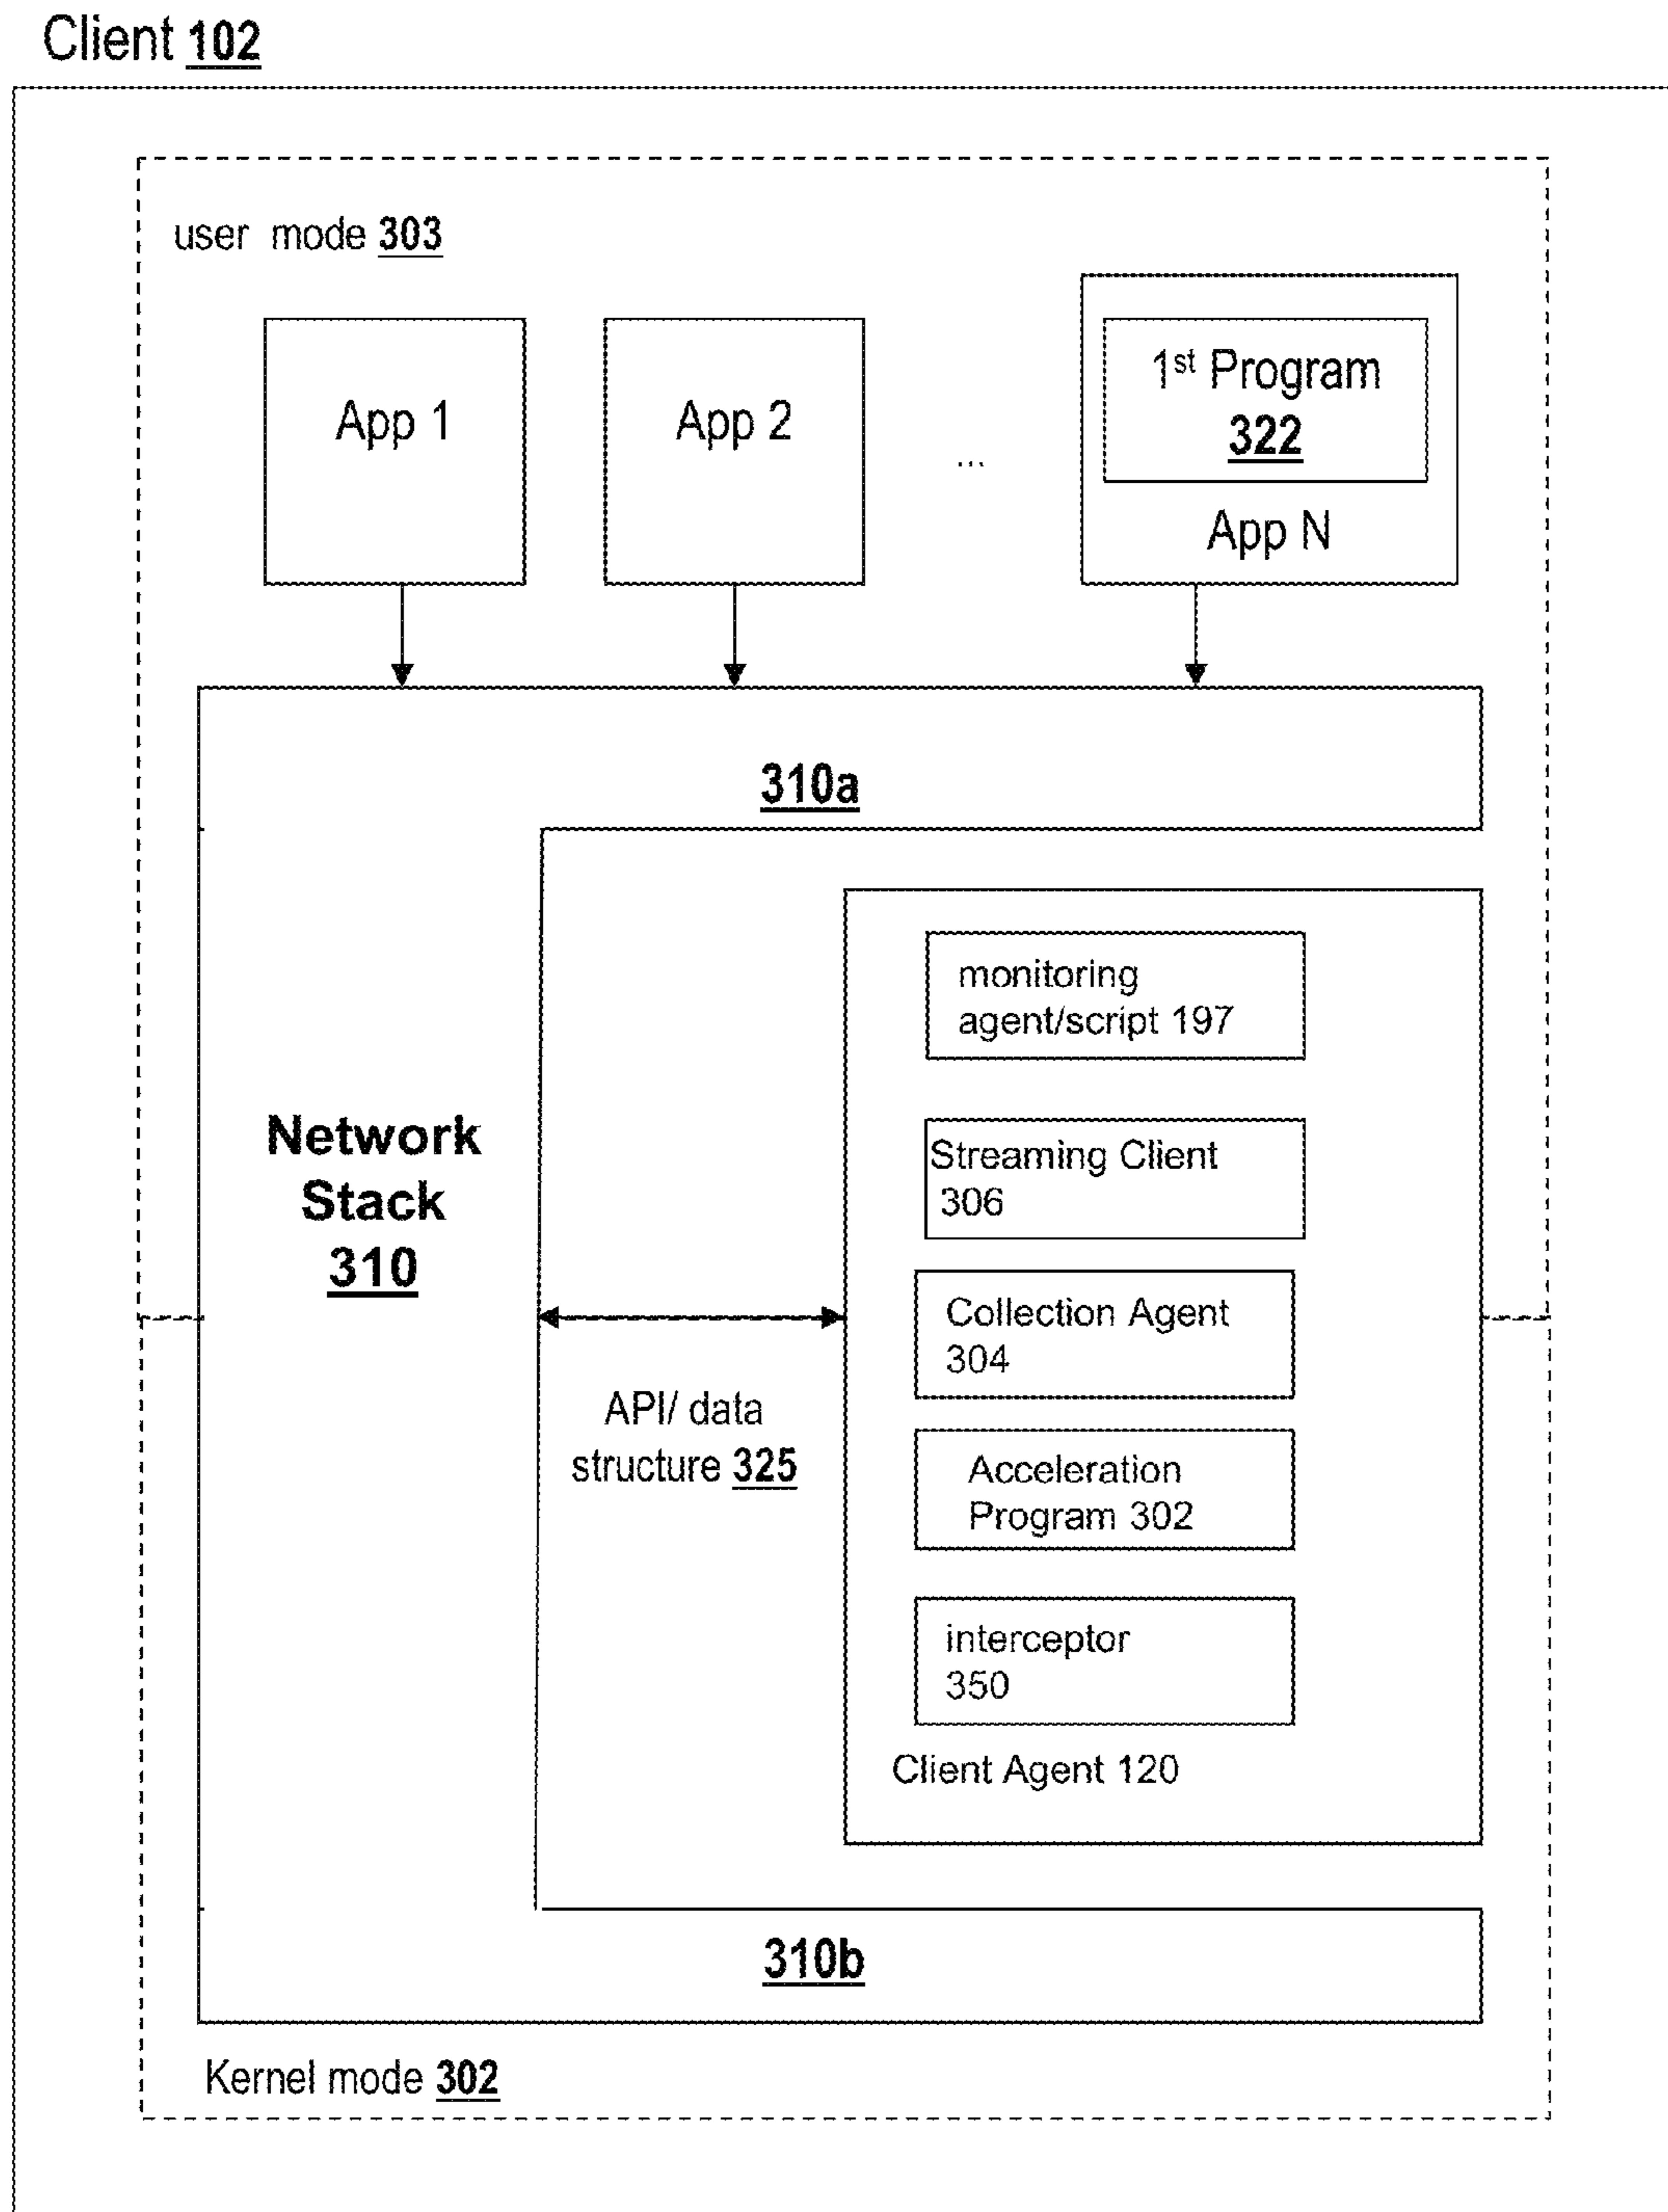 Client 102
user mode 303
App 1
App 2
...
1st Program
322
App N
310a
Network
Stack
310
API/ data
structure 325
monitoring
agent/script 197
Streaming Client
306
Collection Agent
304
Acceleration
Program 302
interceptor
350
Client Agent 120
310b
Kernel mode 302